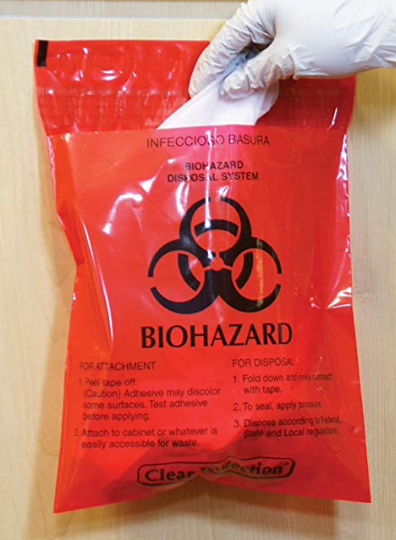 INFECCIOSO BASURA
BIOHAZARD
DISPOSAL SYSTEM
BIOHAZARD
FOR ATTACHMENT
1. Peel tape off.
(Caution) Adhesive may discolor
some surfaces. Test adhesive
before applying.
2. Attach to cabinet or whatever is
easily accessible for waste.
FOR DISPOSAL
1. Fold down and make contact
with tape.
2. To seal, apply pressure.
3. Dispose according to Federal,
State and Local regulations.
Clear